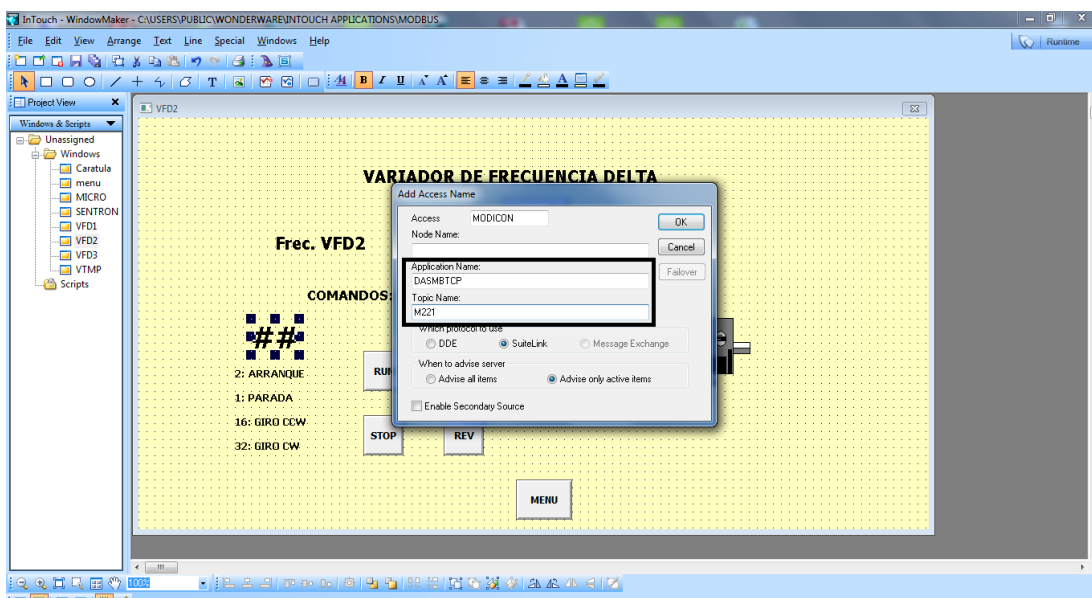 InTouch - WindowMaker - C:\USERS\PUBLIC\WONDERWARE\INTOUCH APPLICATIONS\MODBUS
File Edit View Arrange Text Line Special Windows Help
Runtime
Project View
VFD2
Windows & Scripts
Unassigned
Windows
Caratula
menu
MICRO
SENTRON
VFD1
VFD2
VFD3
VTMP
Scripts
VARIADOR DE FRECUENCIA DELTA
Add Access Name
Access MODICON
OK
Node Name:
Cancel
Frec. VFD2
Application Name:
Failover
DASMBTCP
Topic Name:
COMANDOS:
M221
Which protocol to use
DDE SuiteLink Message Exchange
##
When to advise server
Advise all items Advise only active items
2: ARRANQUE
RUN
1: PARADA
Enable Secondary Source
16: GIRO CCW
STOP REV
32: GIRO CW
MENU
100%